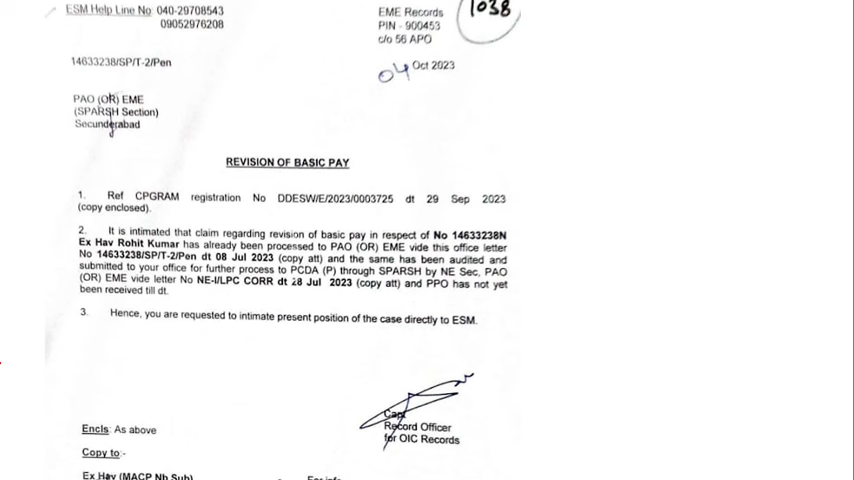 ESM Help Line No: 040-29708543
09052976208
EME Records
PIN - 900453
c/o 56 APO
1038
14633238/SP/T-2/Pen
04 Oct 2023
PAO (OR) EME
(SPARSH Section)
Secunderabad
REVISION OF BASIC PAY
1. Ref CPGRAM registration No DDESW/E/2023/0003725 dt 29 Sep 2023
(copy enclosed).
2. It is intimated that claim regarding revision of basic pay in respect of No 14633238N
Ex Hav Rohit Kumar has already been processed to PAO (OR) EME vide this office letter
No 14633238/SP/T-2/Pen dt 08 Jul 2023 (copy att) and the same has been audited and
submitted to your office for further process to PCDA (P) through SPARSH by NE Sec, PAO
(OR) EME vide letter No NE-I/LPC CORR dt 28 Jul 2023 (copy att) and PPO has not yet
been received till dt.
3. Hence, you are requested to intimate present position of the case directly to ESM.
Capt
Record Officer
for OIC Records
Encls: As above
Copy to:-
Ex Hav (MACP Nb Sub)